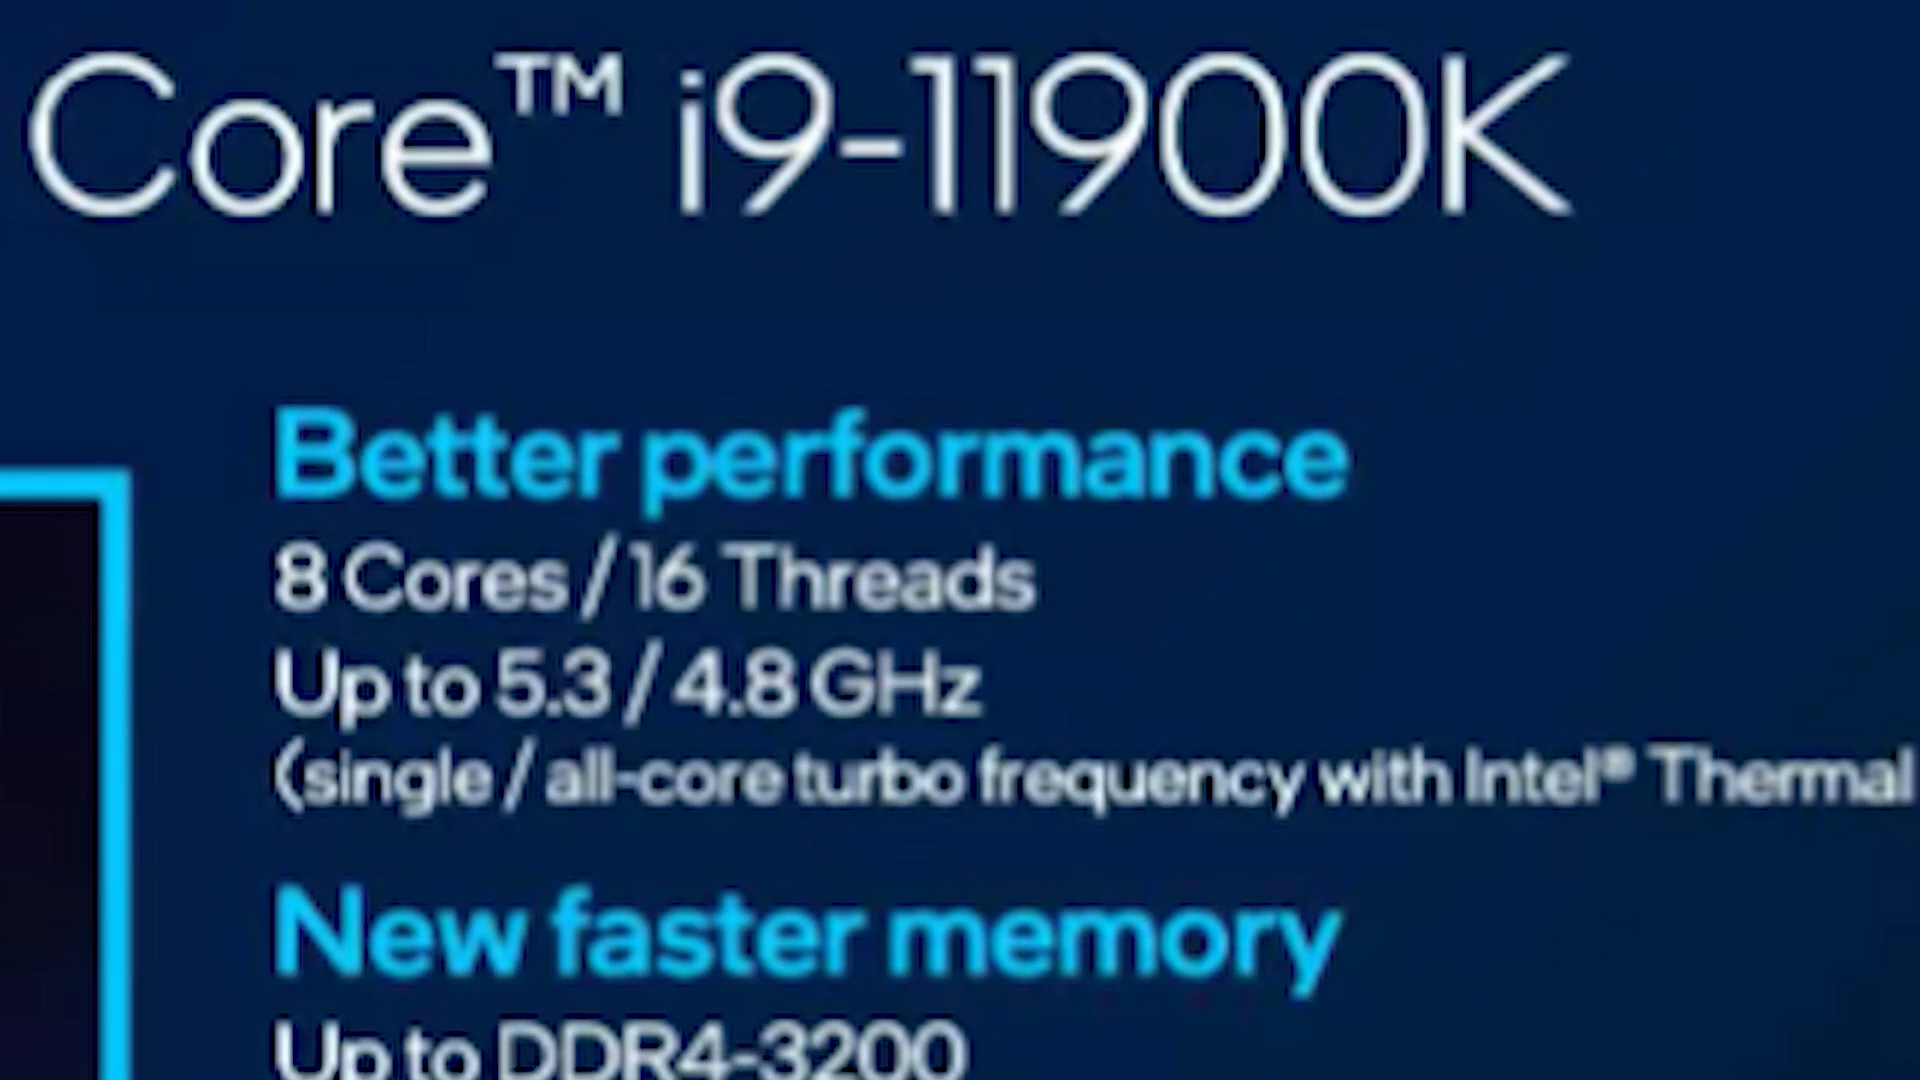 Core™ i9-11900K
Better performance
8 Cores / 16 Threads
Up to 5.3 / 4.8 GHz
(single / all-core turbo frequency with Intel® Thermal
New faster memory
Up to DDR4-3200